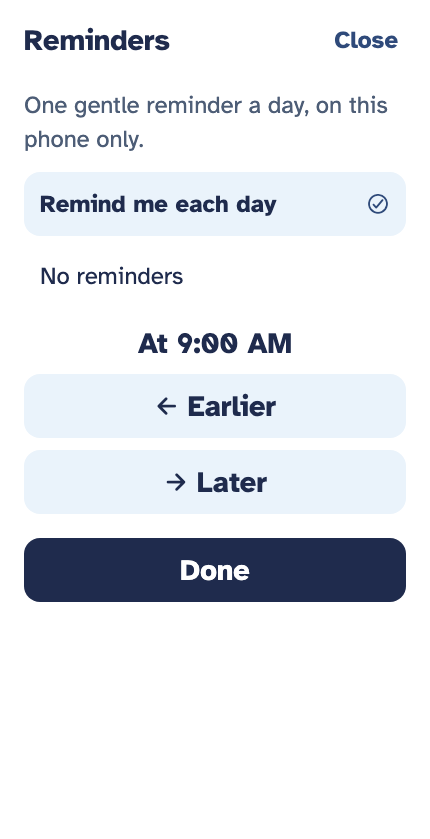 Reminders
Close
One gentle reminder a day, on this
phone only.
Remind me each day
No reminders
At 9:00 AM
← Earlier
→ Later
Done